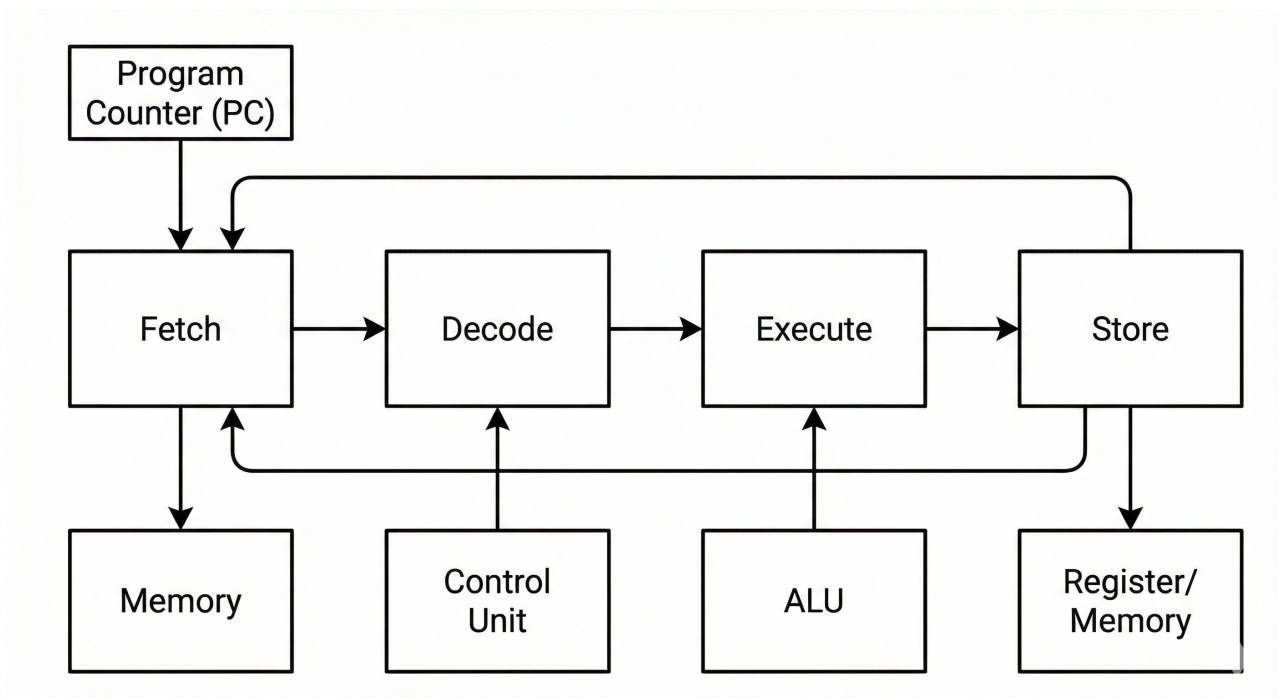 Program
Counter (PC)
Fetch
Decode
Execute
Store
Memory
Control
Unit
ALU
Register/
Memory